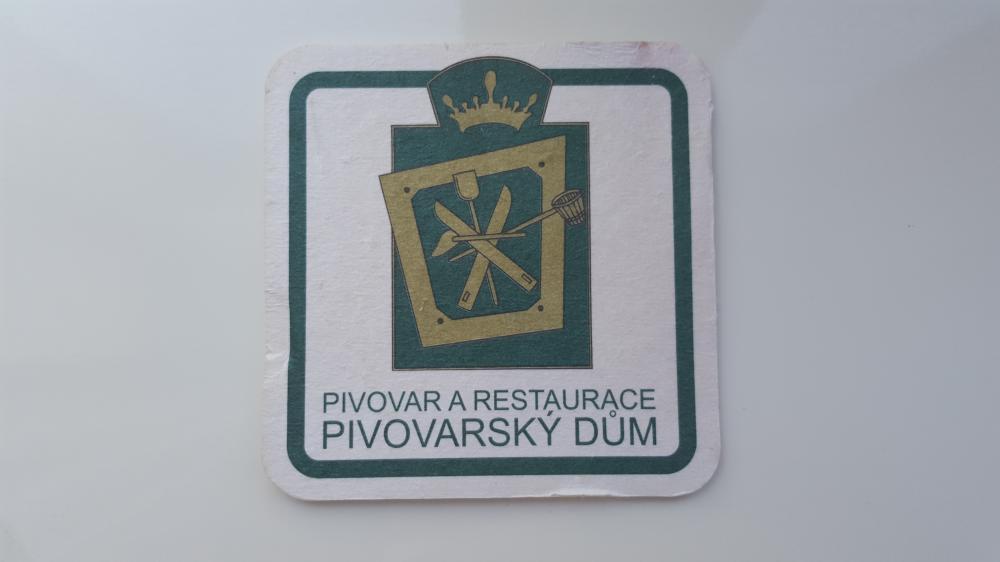 PIVOVAR A RESTAURACE
PIVOVARSKÝ DŮM